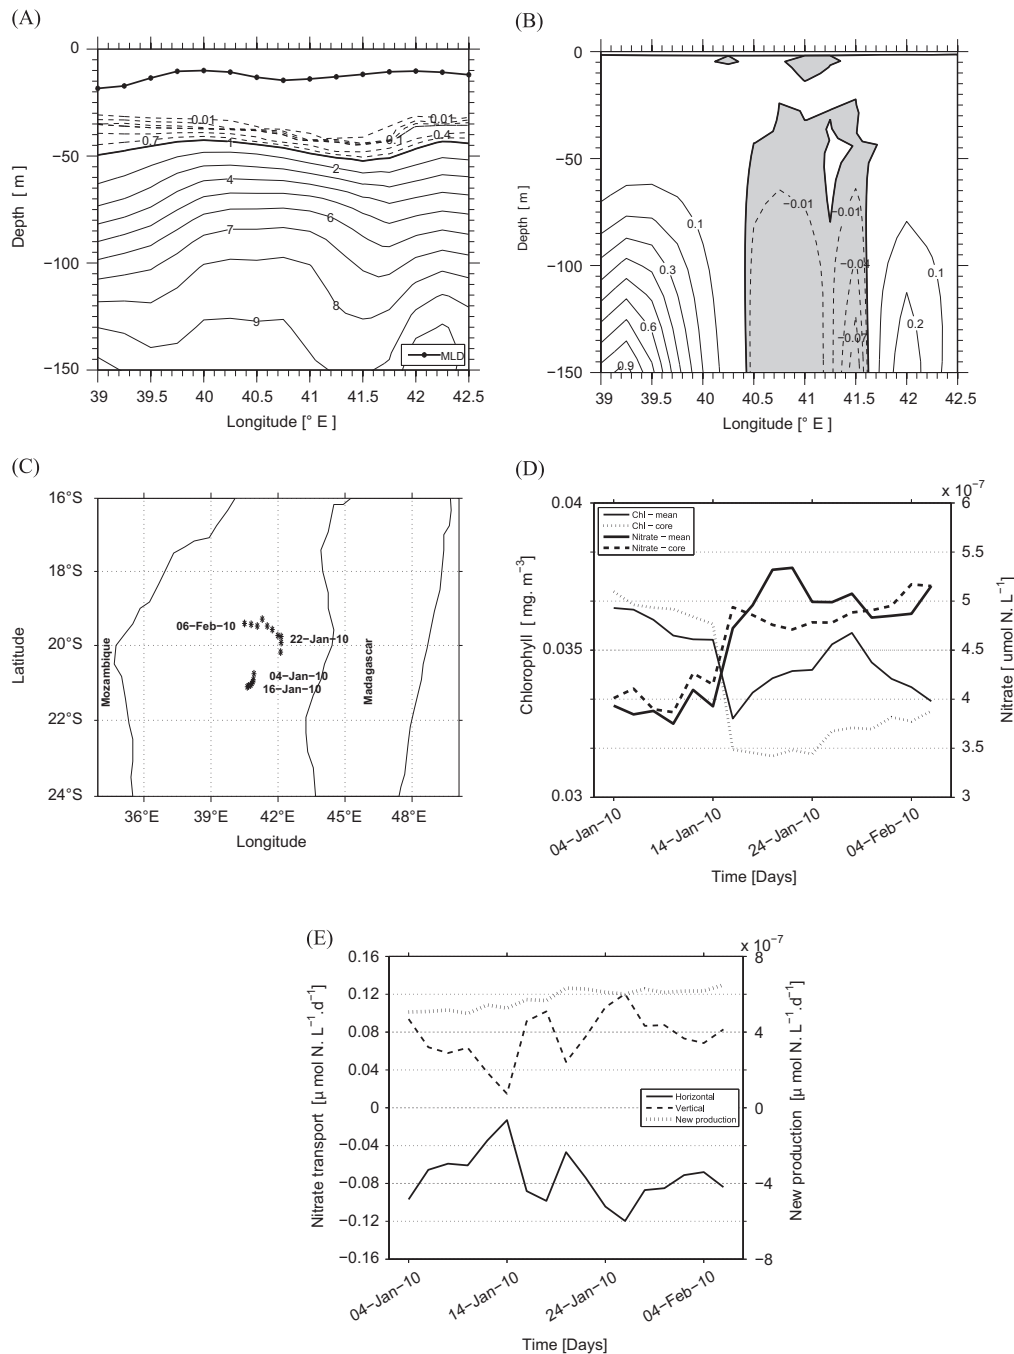 (A)
0
−50
−100
−150
Depth [ m ]
0.01
0.01
0.7
1
0.1
0.4
2
4
6
7
8
9
MLD
39
39.5
40
40.5
41
41.5
42
42.5
Longitude [° E ]
(B)
0
−50
−100
−150
Depth [ m ]
−0.01
−0.01
0.1
0.3
−0.04
0.1
0.6
0.2
−0.07
0.9
39
39.5
40
40.5
41
41.5
42
42.5
Longitude [° E ]
(C)
16°S
18°S
20°S
22°S
24°S
Latitude
06−Feb−10
22−Jan−10
04−Jan−10
16−Jan−10
Mozambique
Madagascar
36°E
39°E
42°E
45°E
48°E
Longitude
(D)
x 10−7
0.04
0.035
0.03
Chlorophyll [ mg. m−3]
Chl − mean
Chl − core
Nitrate − mean
Nitrate − core
6
5.5
5
4.5
4
3.5
3
Nitrate [ umol N. L−1]
04−Jan−10
14−Jan−10
24−Jan−10
04−Feb−10
Time [Days]
(E)
x 10−7
0.16
0.12
0.08
0.04
0
−0.04
−0.08
−0.12
−0.16
Nitrate transport [μ mol N. L−1.d−1]
Horizontal
Vertical
New production
8
4
0
−4
−8
New production [μ mol N. L−1.d−1]
04−Jan−10
14−Jan−10
24−Jan−10
04−Feb−10
Time [Days]